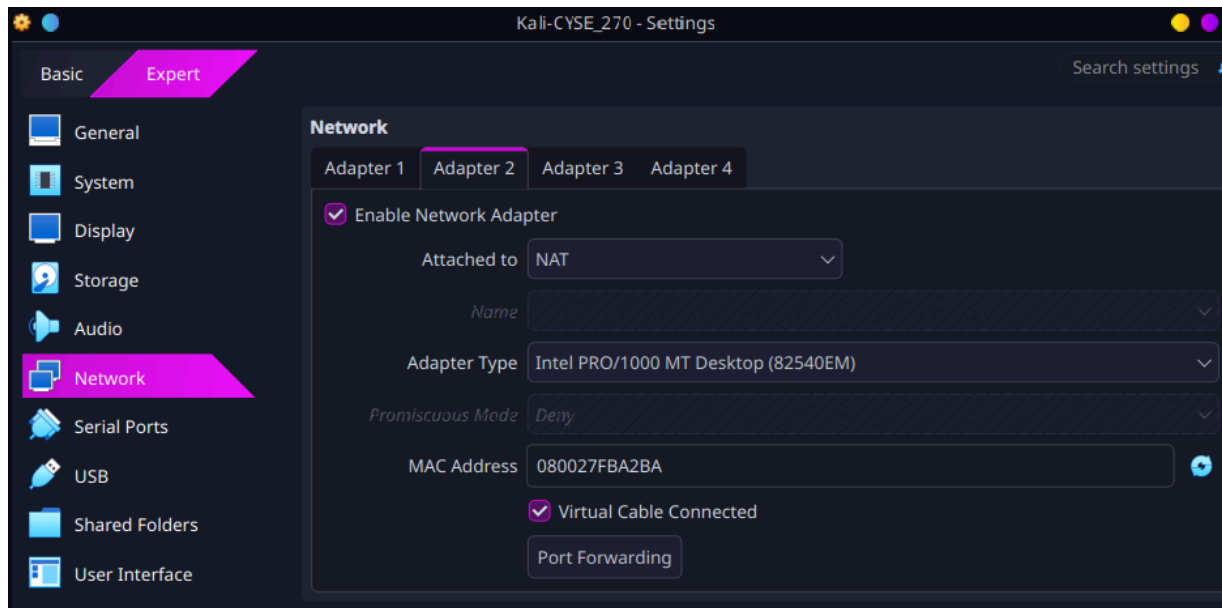 Kali-CYSE_270 - Settings
Basic
Expert
Search settings
General
System
Display
Storage
Audio
Network
Serial Ports
USB
Shared Folders
User Interface
Network
Adapter 1
Adapter 2
Adapter 3
Adapter 4
Enable Network Adapter
Attached to
NAT
Name
Adapter Type
Intel PRO/1000 MT Desktop (82540EM)
Promiscuous Mode
Deny
MAC Address
080027FBA2BA
Virtual Cable Connected
Port Forwarding